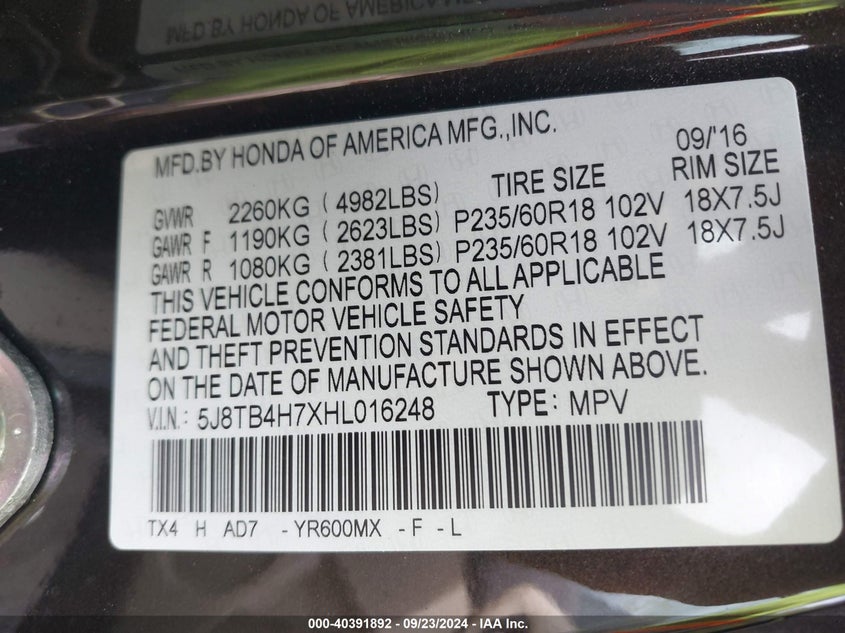 MFD.BY HONDA OF AMERICA MFG.,INC. 09/'16
TIRE SIZE RIM SIZE
GVWR 2260KG ( 4982LBS)
GAWR F 1190KG ( 2623LBS) P235/60R18 102V 18X7.5J
GAWR R 1080KG ( 2381LBS) P235/60R18 102V 18X7.5J
THIS VEHICLE CONFORMS TO ALL APPLICABLE
FEDERAL MOTOR VEHICLE SAFETY
AND THEFT PREVENTION STANDARDS IN EFFECT
ON THE DATE OF MANUFACTURE SHOWN ABOVE.
V.I.N.: 5J8TB4H7XHL016248 TYPE: MPV
TX4 H AD7 -YR600MX -F -L
000-40391892 - 09/23/2024 - IAA Inc.